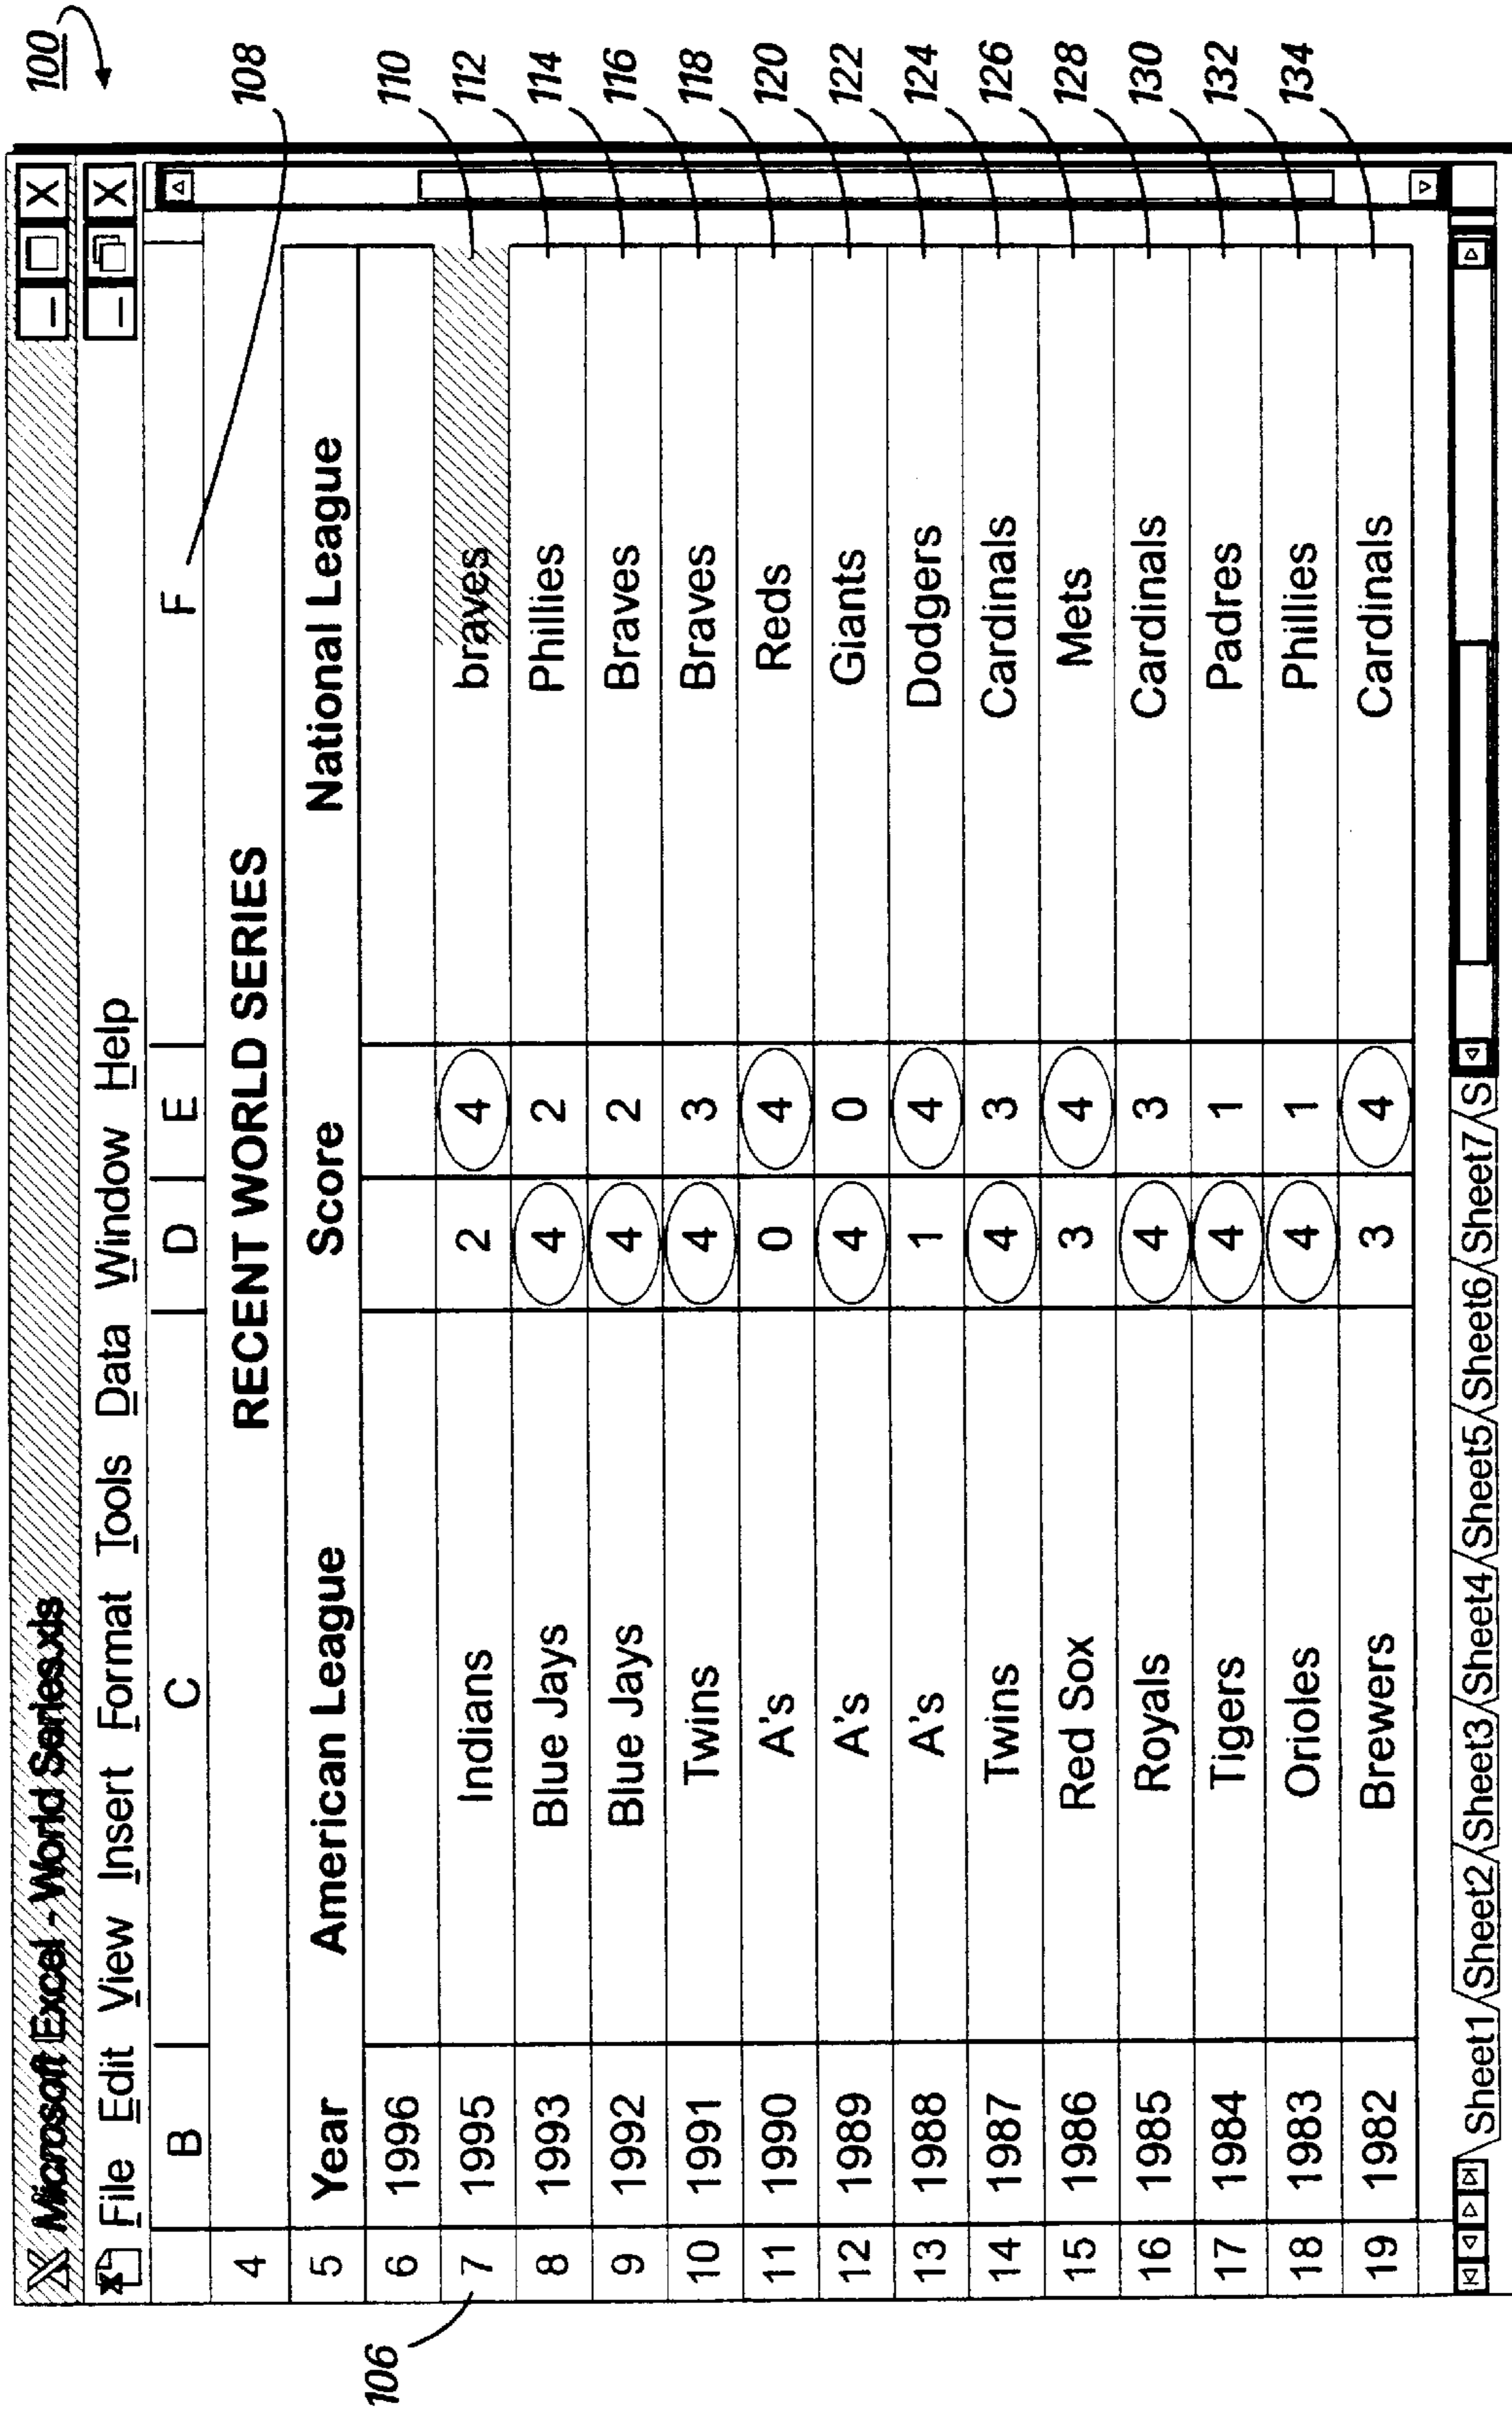 100
Microsoft Excel - World Series.xls
File Edit View Insert Format Tools Data Window Help
B C D E F
108
4 RECENT WORLD SERIES
5 Year American League Score National League
6 1996 110
106 7 1995 Indians 2 4 braves 112
8 1993 Blue Jays 4 2 Phillies 114
9 1992 Blue Jays 4 2 Braves 116
10 1991 Twins 4 3 Braves 118
11 1990 A's 0 4 Reds 120
12 1989 A's 4 0 Giants 122
13 1988 A's 1 4 Dodgers 124
14 1987 Twins 4 3 Cardinals 126
15 1986 Red Sox 3 4 Mets 128
16 1985 Royals 4 3 Cardinals 130
17 1984 Tigers 4 1 Padres 132
18 1983 Orioles 4 1 Phillies 134
19 1982 Brewers 3 4 Cardinals
Sheet1 Sheet2 Sheet3 Sheet4 Sheet5 Sheet6 Sheet7 S